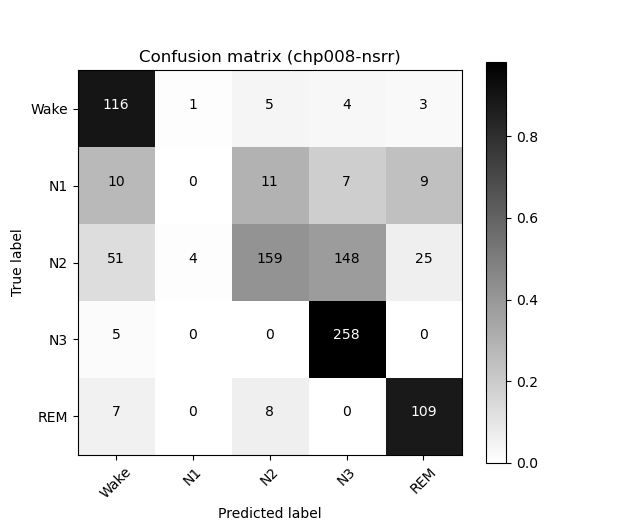 Confusion matrix (chp008-nsrr)
Wake 116 1 5 4 3
N1 10 0 11 7 9
N2 51 4 159 148 25
N3 5 0 0 258 0
REM 7 0 8 0 109
Wake N1 N2 N3 REM
Predicted label
True label
0.8
0.6
0.4
0.2
0.0